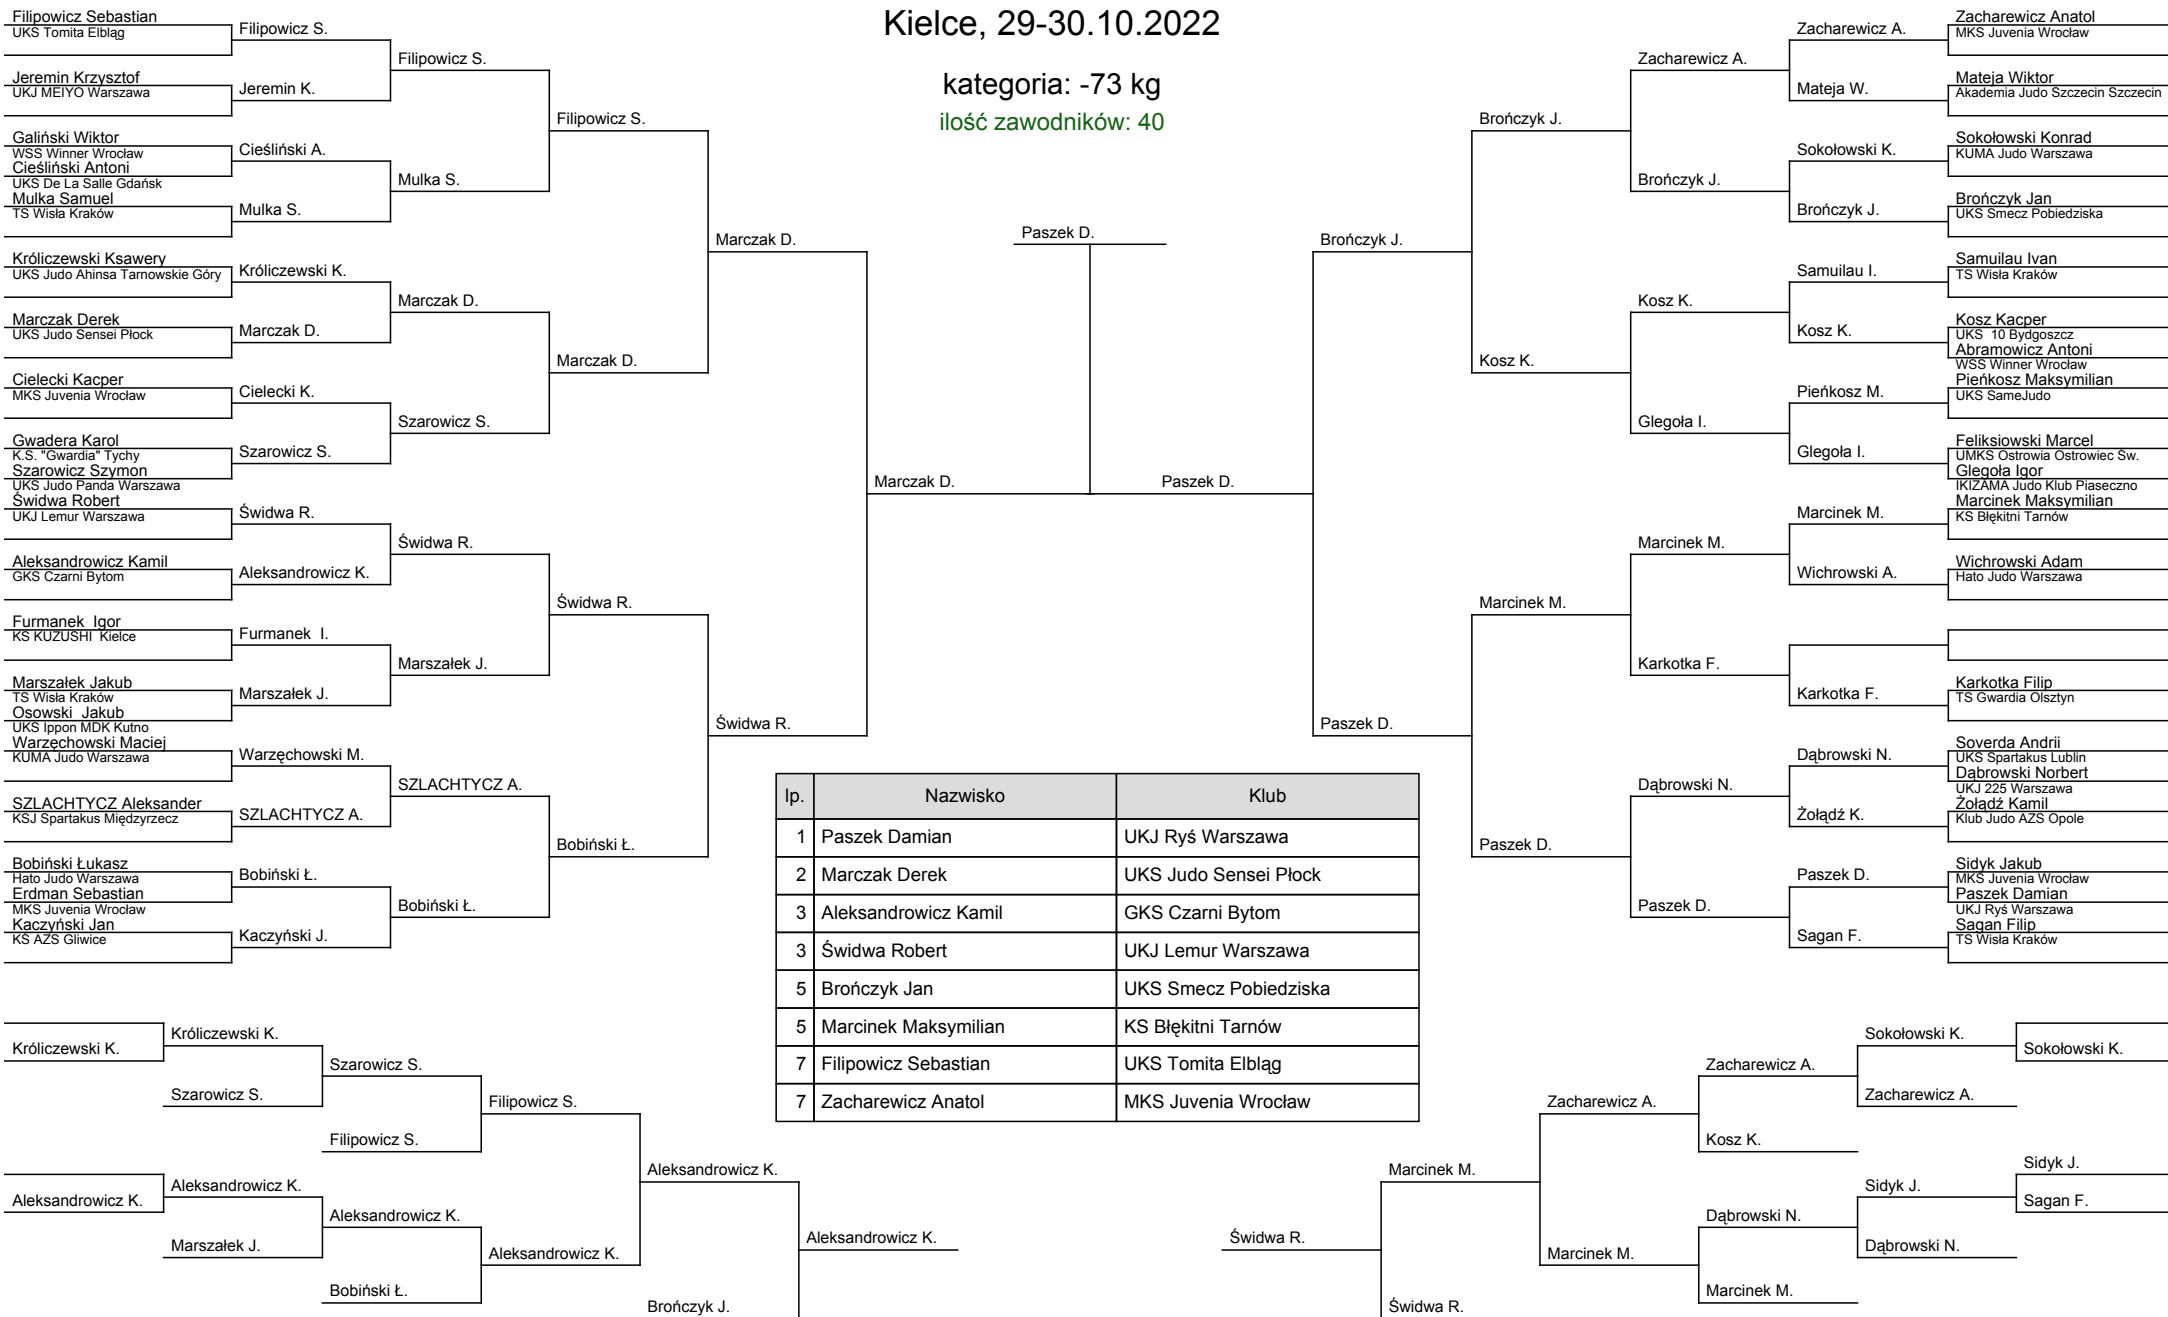 Kielce, 29-30.10.2022
kategoria: -73 kg
ilość zawodników: 40
Filipowicz Sebastian
UKS Tomita Elbląg
Jeremin Krzysztof
UKJ MEIYO Warszawa
Galiński Wiktor
WSS Winner Wrocław
Cieśliński Antoni
UKS De La Salle Gdańsk
Mulka Samuel
TS Wisła Kraków
Króliczewski Ksawery
UKS Judo Ahinsa Tarnowskie Góry
Marczak Derek
UKS Judo Sensei Płock
Cielecki Kacper
MKS Juvenia Wrocław
Gwadera Karol
K.S. "Gwardia" Tychy
Szarowicz Szymon
UKS Judo Panda Warszawa
Świdwa Robert
UKJ Lemur Warszawa
Aleksandrowicz Kamil
GKS Czarni Bytom
Furmanek  Igor
KS KUZUSHI  Kielce
Marszałek Jakub
TS Wisła Kraków
Osowski  Jakub
UKS Ippon MDK Kutno
Warzęchowski Maciej
KUMA Judo Warszawa
SZLACHTYCZ Aleksander
KSJ Spartakus Międzyrzecz
Bobiński Łukasz
Hato Judo Warszawa
Erdman Sebastian
MKS Juvenia Wrocław
Kaczyński Jan
KS AZS Gliwice
Filipowicz S.
Jeremin K.
Cieśliński A.
Mulka S.
Króliczewski K.
Marczak D.
Cielecki K.
Szarowicz S.
Świdwa R.
Aleksandrowicz K.
Furmanek  I.
Marszałek J.
Warzęchowski M.
SZLACHTYCZ A.
Bobiński Ł.
Kaczyński J.
Filipowicz S.
Mulka S.
Marczak D.
Szarowicz S.
Świdwa R.
Marszałek J.
SZLACHTYCZ A.
Bobiński Ł.
Filipowicz S.
Marczak D.
Świdwa R.
Bobiński Ł.
Marczak D.
Świdwa R.
Marczak D.
Paszek D.
Paszek D.
Brończyk J.
Paszek D.
Brończyk J.
Kosz K.
Marcinek M.
Paszek D.
Zacharewicz A.
Brończyk J.
Kosz K.
Glegoła I.
Marcinek M.
Karkotka F.
Dąbrowski N.
Paszek D.
Zacharewicz A.
Mateja W.
Sokołowski K.
Brończyk J.
Samuilau I.
Kosz K.
Pieńkosz M.
Glegoła I.
Marcinek M.
Wichrowski A.
Karkotka F.
Dąbrowski N.
Żołądź K.
Paszek D.
Sagan F.
Zacharewicz Anatol
MKS Juvenia Wrocław
Mateja Wiktor
Akademia Judo Szczecin Szczecin
Sokołowski Konrad
KUMA Judo Warszawa
Brończyk Jan
UKS Smecz Pobiedziska
Samuilau Ivan
TS Wisła Kraków
Kosz Kacper
UKS  10 Bydgoszcz
Abramowicz Antoni
WSS Winner Wrocław
Pieńkosz Maksymilian
UKS SameJudo
Feliksiowski Marcel
UMKS Ostrowia Ostrowiec Św.
Glegoła Igor
IKIZAMA Judo Klub Piaseczno
Marcinek Maksymilian
KS Błękitni Tarnów
Wichrowski Adam
Hato Judo Warszawa
Karkotka Filip
TS Gwardia Olsztyn
Soverda Andrii
UKS Spartakus Lublin
Dąbrowski Norbert
UKJ 225 Warszawa
Żołądź Kamil
Klub Judo AZS Opole
Sidyk Jakub
MKS Juvenia Wrocław
Paszek Damian
UKJ Ryś Warszawa
Sagan Filip
TS Wisła Kraków
lp. Nazwisko Klub
1 Paszek Damian UKJ Ryś Warszawa
2 Marczak Derek UKS Judo Sensei Płock
3 Aleksandrowicz Kamil GKS Czarni Bytom
3 Świdwa Robert UKJ Lemur Warszawa
5 Brończyk Jan UKS Smecz Pobiedziska
5 Marcinek Maksymilian KS Błękitni Tarnów
7 Filipowicz Sebastian UKS Tomita Elbląg
7 Zacharewicz Anatol MKS Juvenia Wrocław
Króliczewski K.
Aleksandrowicz K.
Króliczewski K.
Szarowicz S.
Aleksandrowicz K.
Marszałek J.
Szarowicz S.
Filipowicz S.
Aleksandrowicz K.
Bobiński Ł.
Filipowicz S.
Aleksandrowicz K.
Aleksandrowicz K.
Brończyk J.
Aleksandrowicz K.
Świdwa R.
Marcinek M.
Świdwa R.
Zacharewicz A.
Marcinek M.
Zacharewicz A.
Kosz K.
Dąbrowski N.
Marcinek M.
Sokołowski K.
Zacharewicz A.
Sidyk J.
Dąbrowski N.
Sokołowski K.
Sidyk J.
Sagan F.